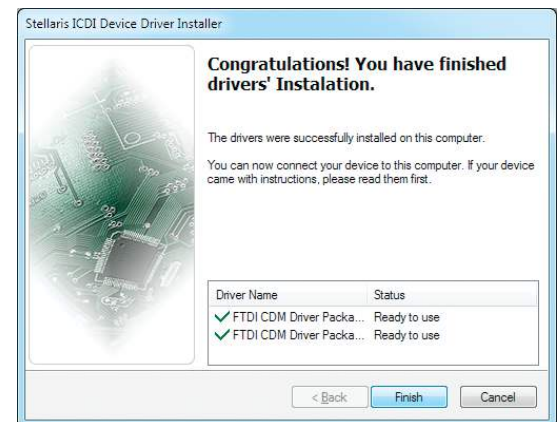 Stellaris ICDI Device Driver Installer
Congratulations! You have finished
drivers' Instalation.
The drivers were successfully installed on this computer.
You can now connect your device to this computer. If your device
came with instructions, please read them first.
Driver Name Status
FTDI CDM Driver Packa... Ready to use
FTDI CDM Driver Packa... Ready to use
< Back Finish Cancel